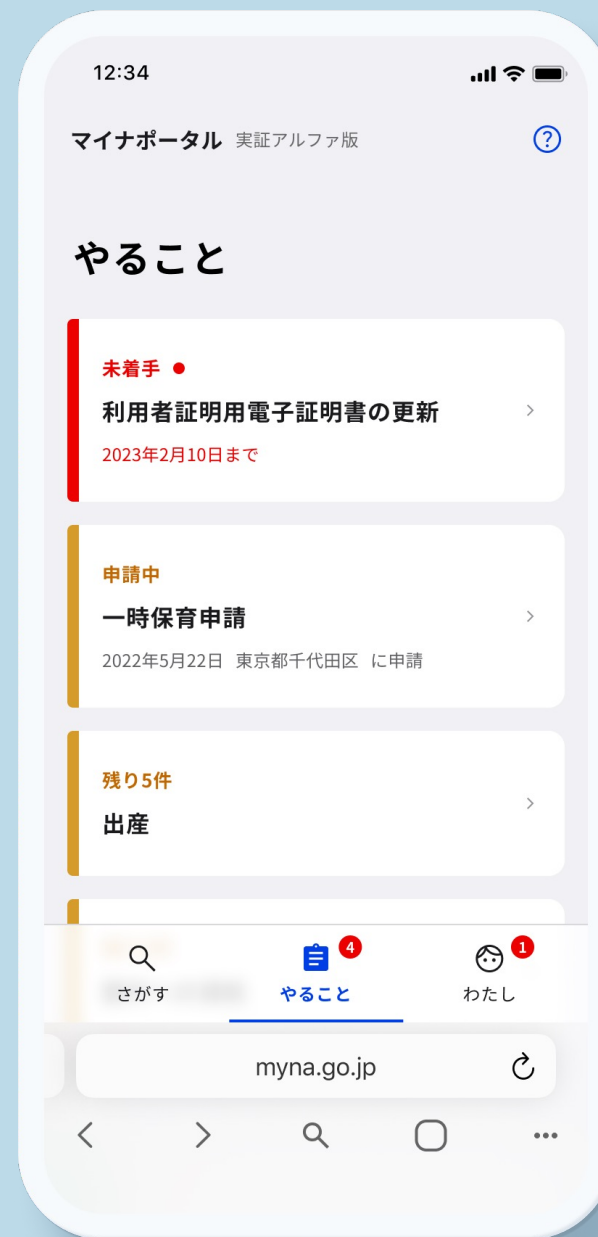 12:34
マイナポータル 実証アルファ版
やること
未着手
利用者証明用電子証明書の更新
2023年2月10日まで
申請中
一時保育申請
2022年5月22日 東京都千代田区 に申請
残り5件
出産
4
1
さがす やること わたし
myna.go.jp